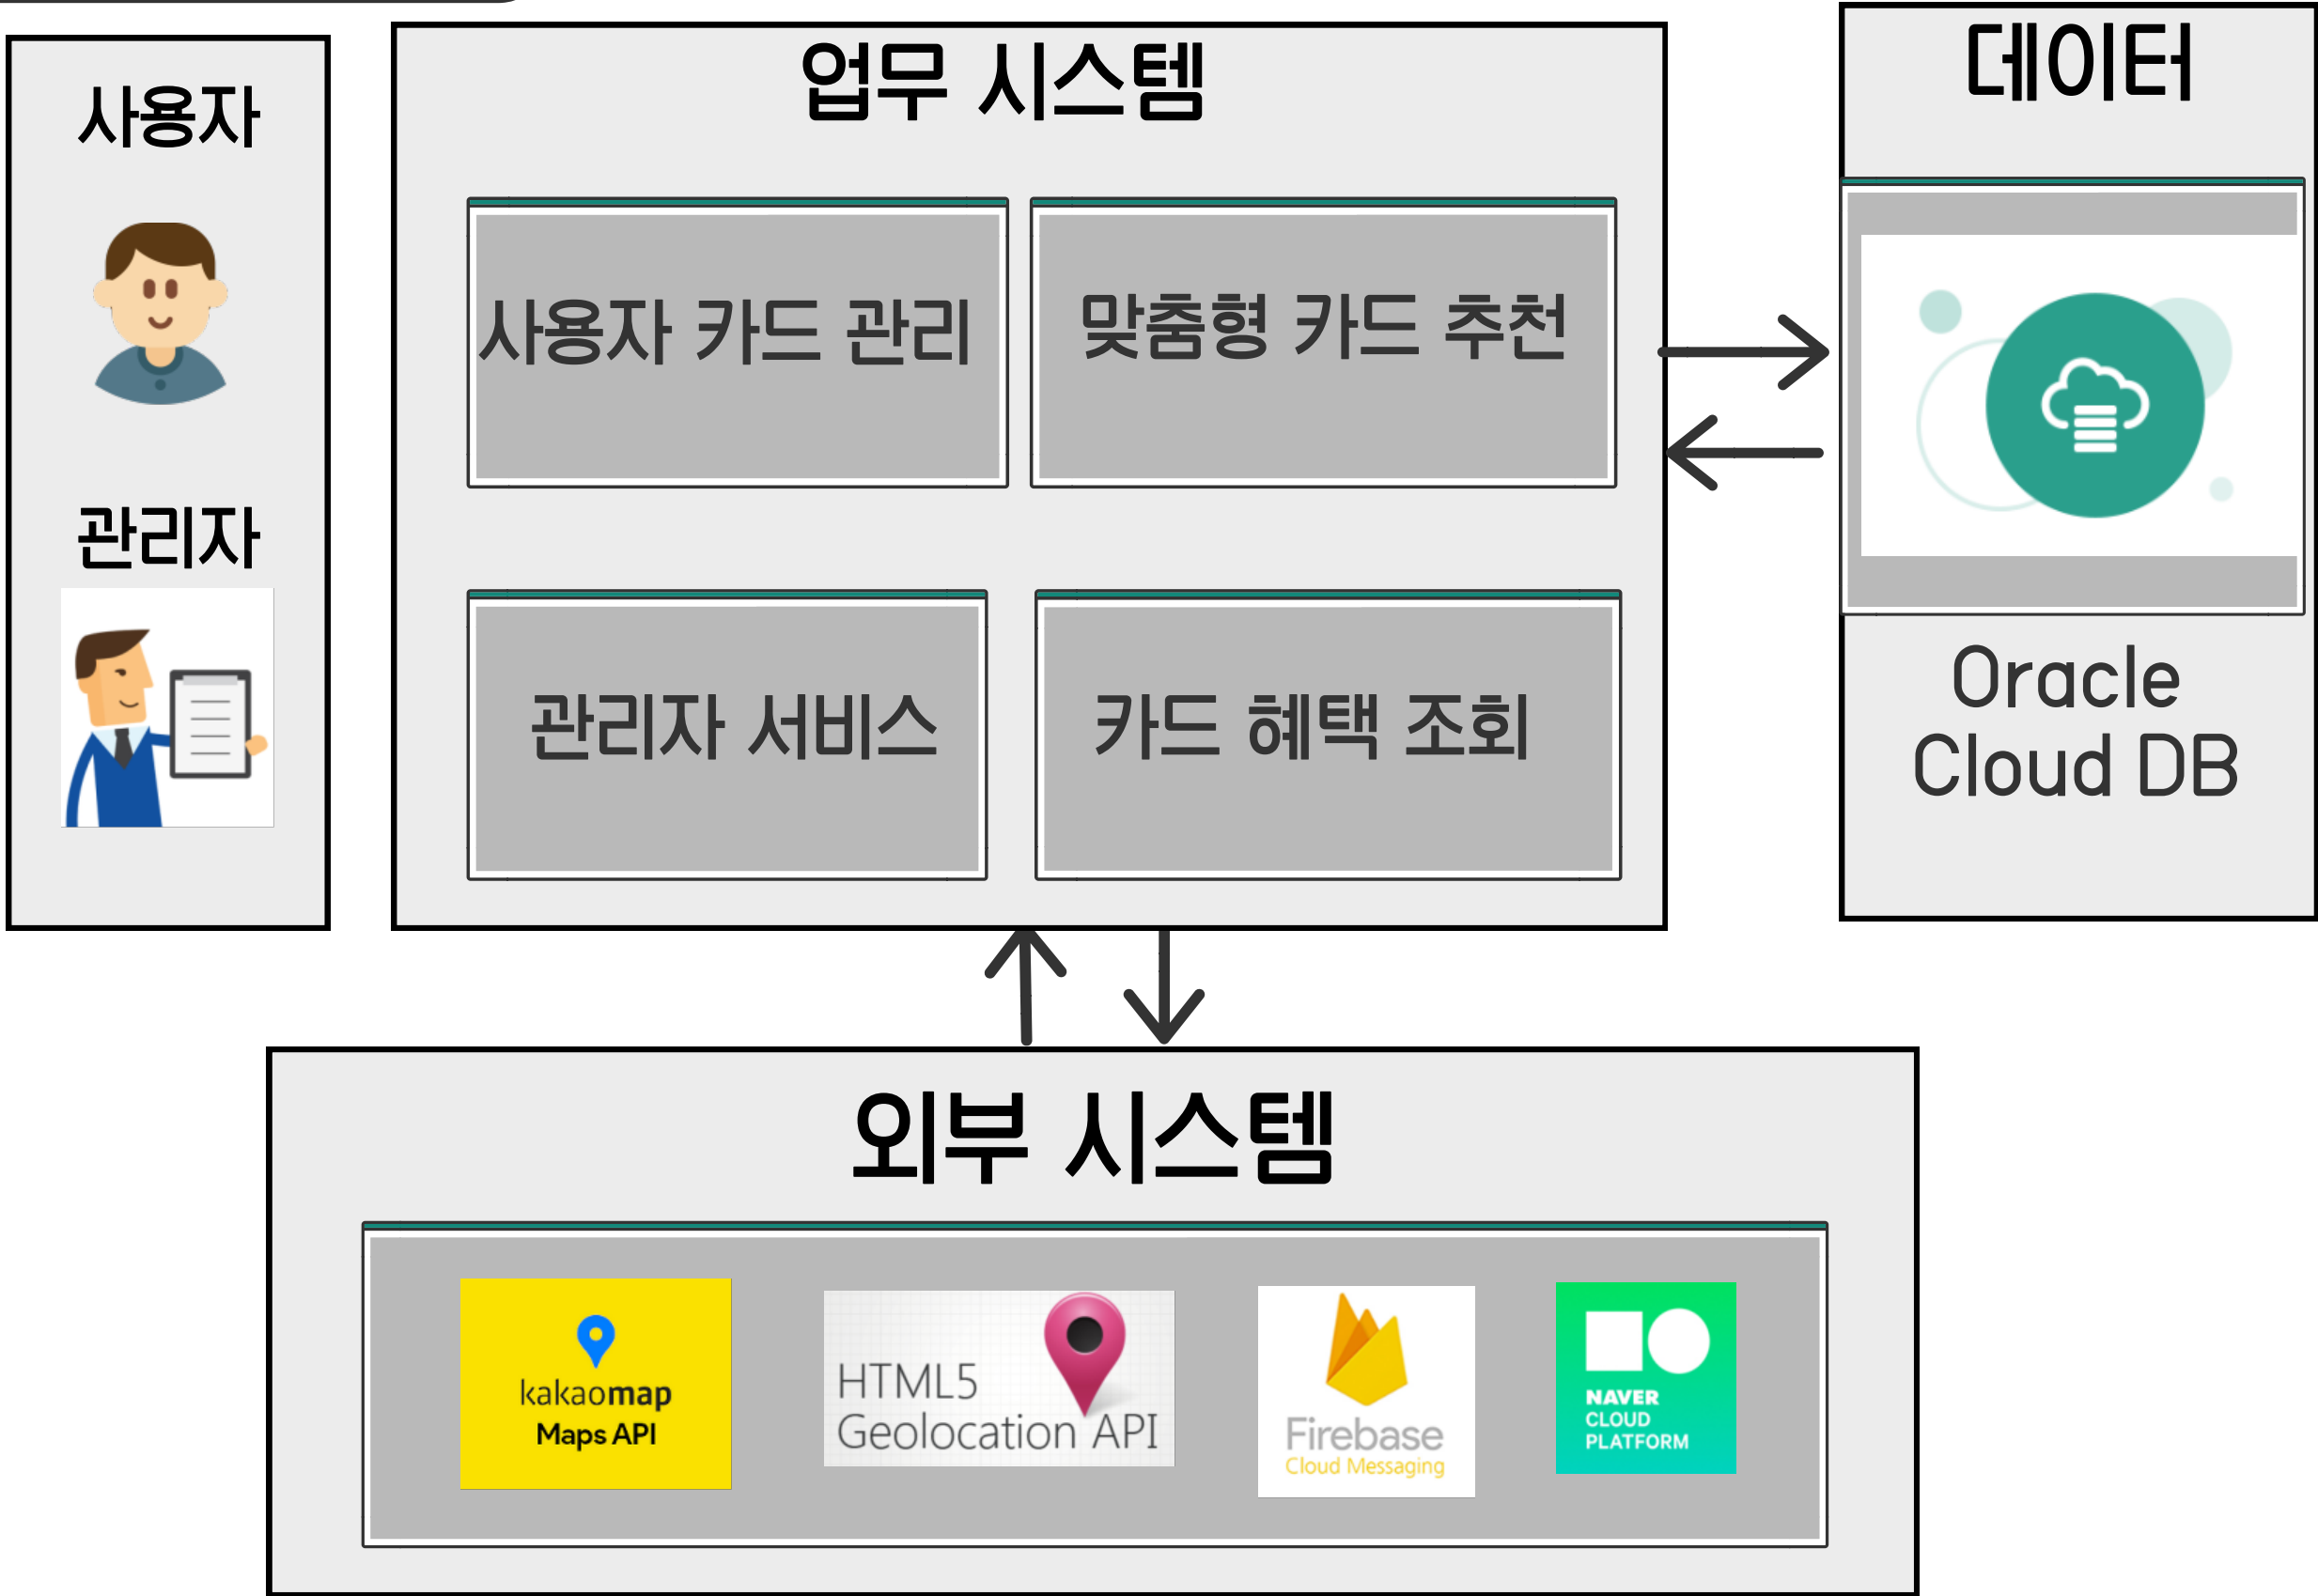 사용자
관리자
업무 시스템
사용자 카드 관리
맞춤형 카드 추천
관리자 서비스
카드 혜택 조회
데이터
Oracle
Cloud DB
외부 시스템
kakaomap
Maps API
HTML5
Geolocation API
Firebase
Cloud Messaging
NAVER
CLOUD
PLATFORM